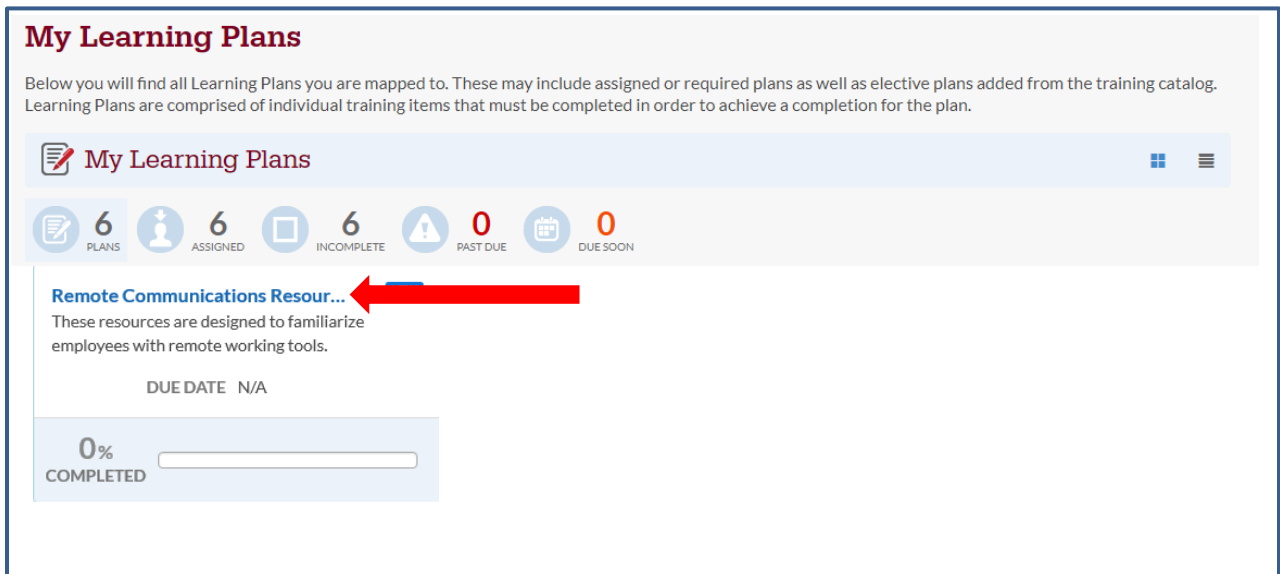 My Learning Plans
Below you will find all Learning Plans you are mapped to. These may include assigned or required plans as well as elective plans added from the training catalog.
Learning Plans are comprised of individual training items that must be completed in order to achieve a completion for the plan.
My Learning Plans
6 PLANS 6 ASSIGNED 6 INCOMPLETE 0 PAST DUE 0 DUE SOON
Remote Communications Resour...
These resources are designed to familiarize
employees with remote working tools.
DUE DATE N/A
0%
COMPLETED